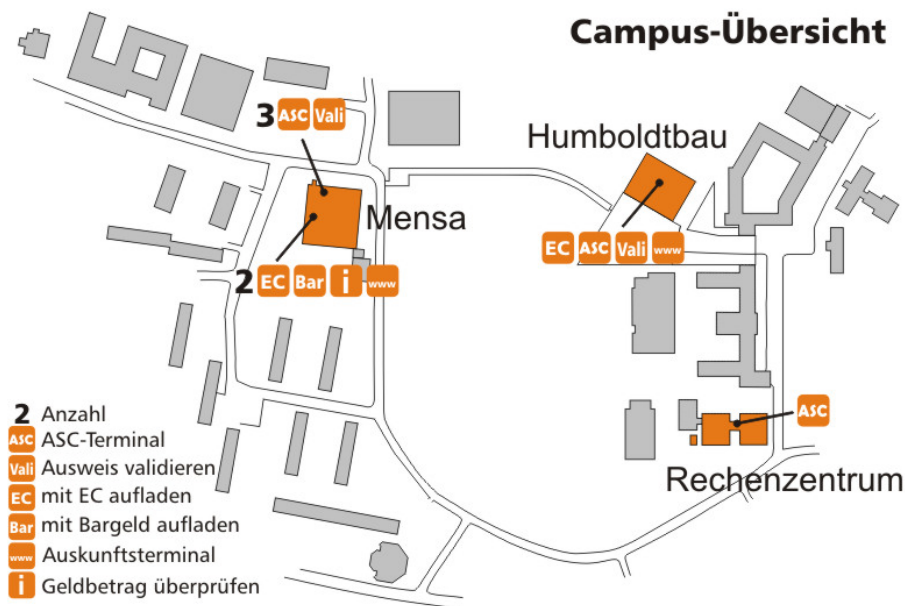 Campus-Übersicht
3 ASC Vali
Humboldtbau
Mensa
EC ASC Vali www
2 EC Bar i www
ASC
Rechenzentrum
2 Anzahl
ASC ASC-Terminal
Vali Ausweis validieren
EC mit EC aufladen
Bar mit Bargeld aufladen
www Auskunftsterminal
i Geldbetrag überprüfen